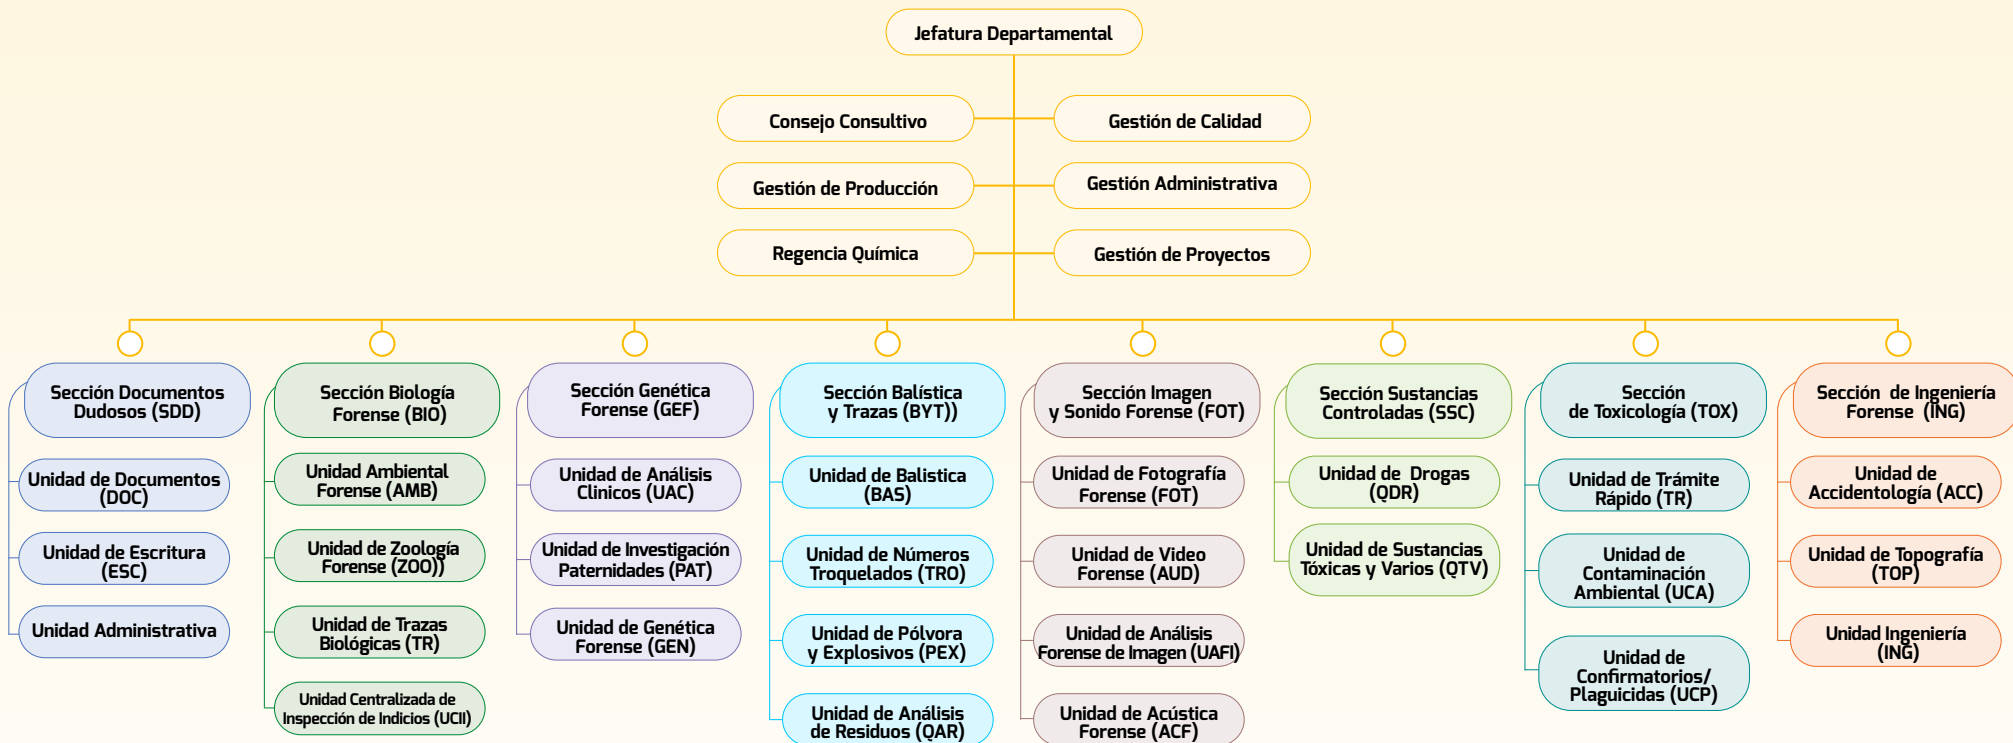 Jefatura Departamental
Consejo Consultivo
Gestión de Calidad
Gestión de Producción
Gestión Administrativa
Regencia Química
Gestión de Proyectos
Sección Documentos
Dudosos (SDD)
Unidad de Documentos
(DOC)
Unidad de Escritura
(ESC)
Unidad Administrativa
Sección Biología
Forense (BIO)
Unidad Ambiental
Forense (AMB)
Unidad de Zoología
Forense (ZOO))
Unidad de Trazas
Biológicas (TR)
Unidad Centralizada de
Inspección de Indicios (UCII)
Sección Genética
Forense (GEF)
Unidad de Análisis
Clinicos (UAC)
Unidad de Investigación
Paternidades (PAT)
Unidad de Genética
Forense (GEN)
Sección Balística
y Trazas (BYT))
Unidad de Balistica
(BAS)
Unidad de Números
Troquelados (TRO)
Unidad de Pólvora
y Explosivos (PEX)
Unidad de Análisis
de Residuos (QAR)
Sección Imagen
y Sonido Forense (FOT)
Unidad de Fotografía
Forense (FOT)
Unidad de Video
Forense (AUD)
Unidad de Análisis
Forense de Imagen (UAFI)
Unidad de Acústica
Forense (ACF)
Sección Sustancias
Controladas (SSC)
Unidad de Drogas
(QDR)
Unidad de Sustancias
Tóxicas y Varios (QTV)
Sección
de Toxicología (TOX)
Unidad de Trámite
Rápido (TR)
Unidad de
Contaminación
Ambiental (UCA)
Unidad de
Confirmatorios/
Plaguicidas (UCP)
Sección de Ingeniería
Forense (ING)
Unidad de
Accidentología (ACC)
Unidad de Topografía
(TOP)
Unidad Ingeniería
(ING)